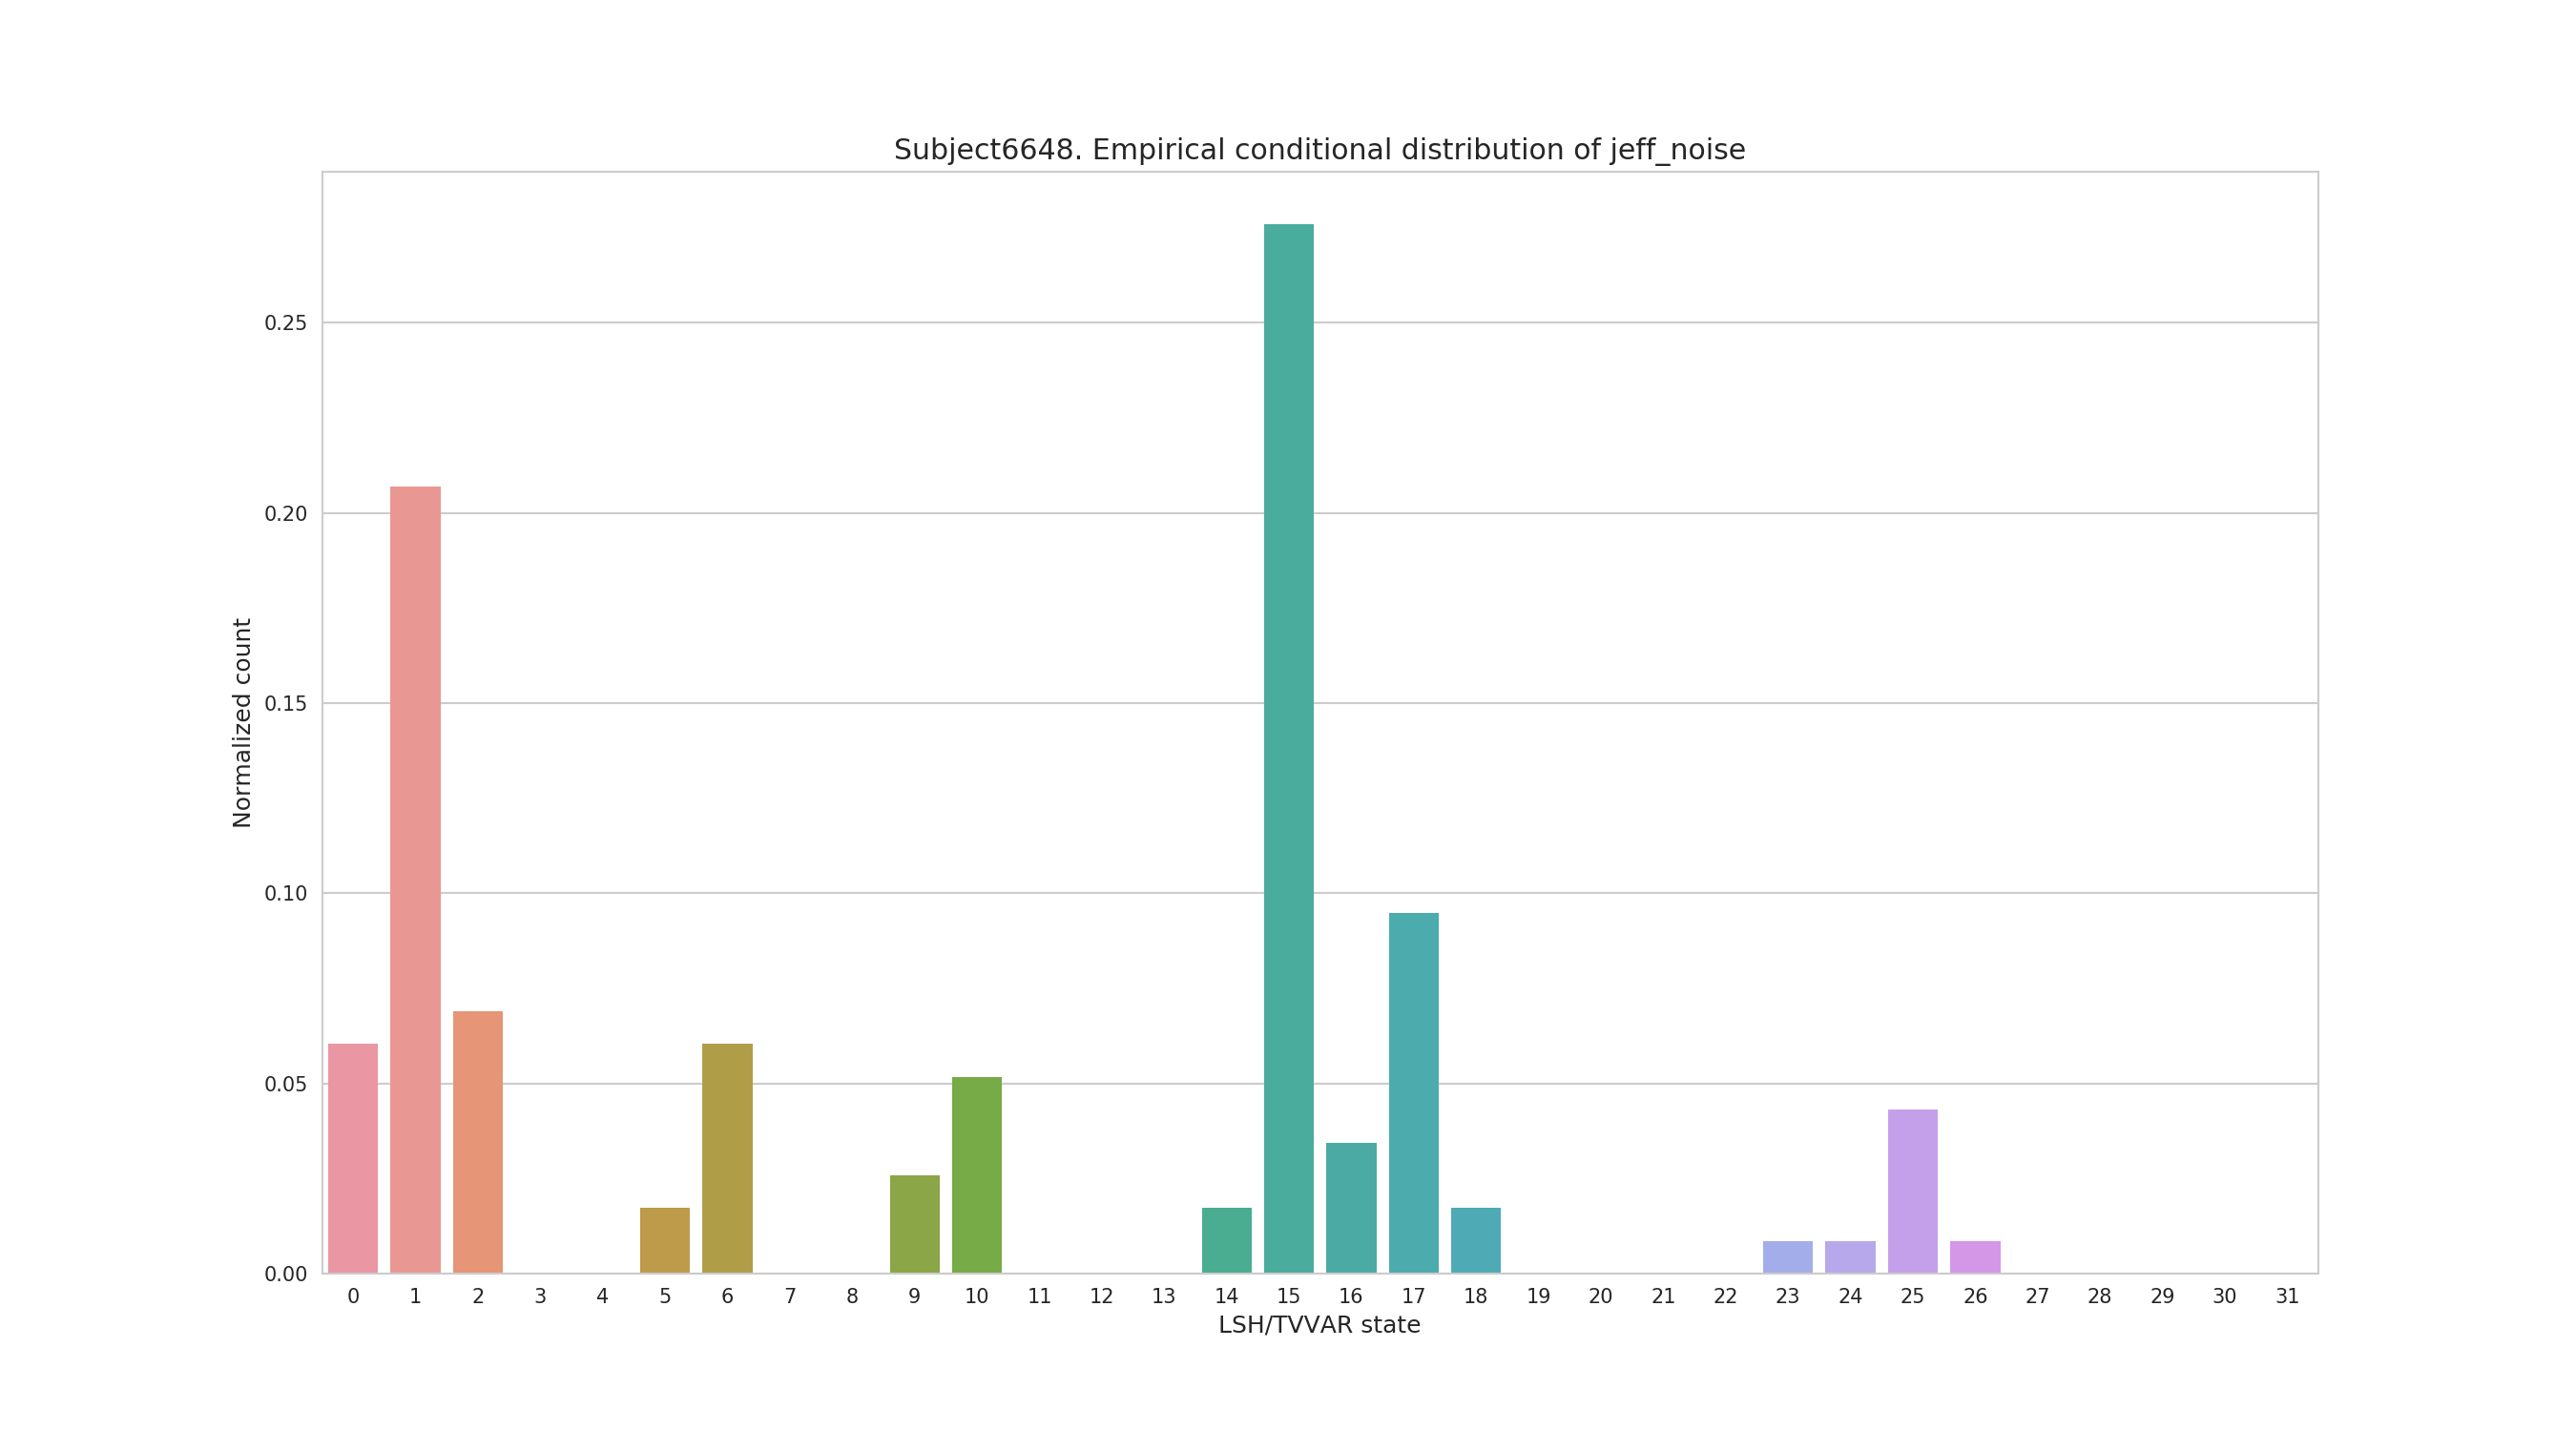 Subject6648. Empirical conditional distribution of jeff_noise
Normalized count
0.25
0.20
0.15
0.10
0.05
0.00
0 1 2 3 4 5 6 7 8 9 10 11 12 13 14 15 16 17 18 19 20 21 22 23 24 25 26 27 28 29 30 31
LSH/TVVAR state